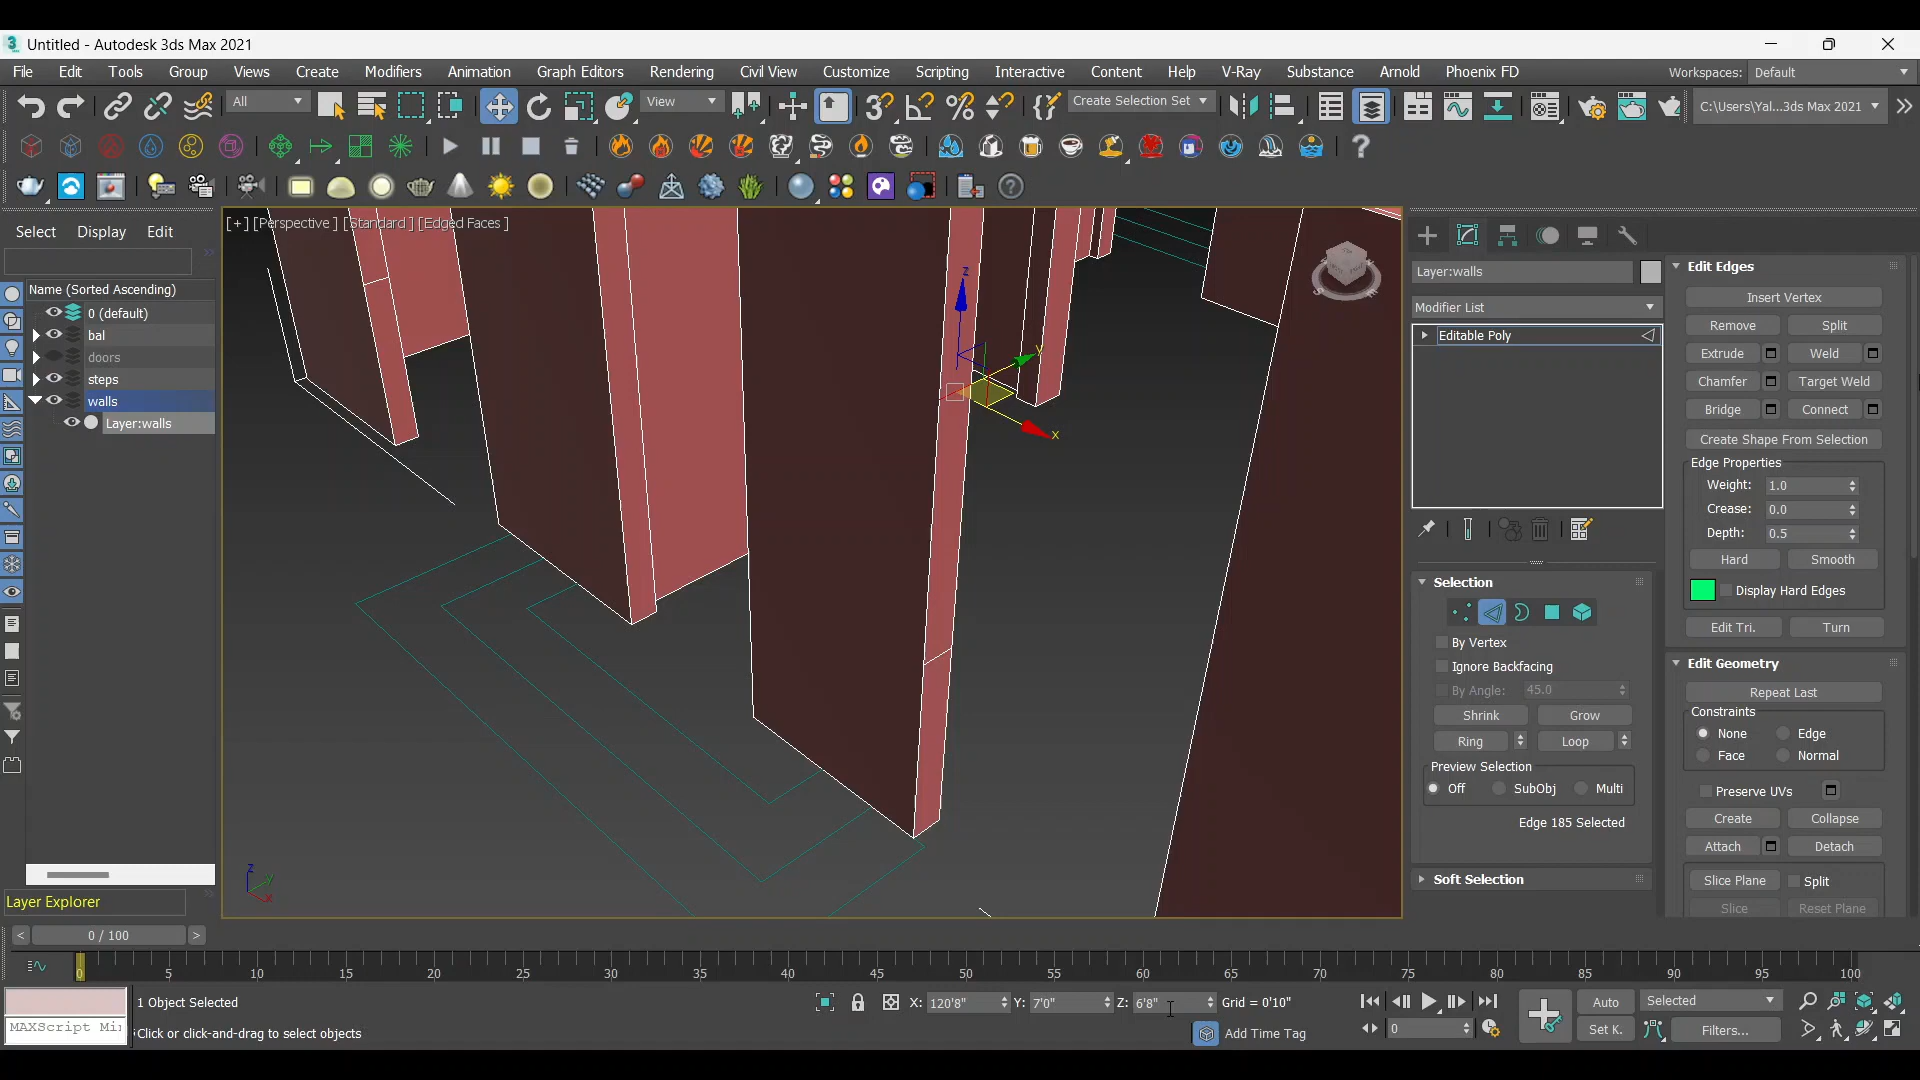 Untitled - Autodesk 3ds Max 2021
File Edit Tools Group Views Create Modifiers Animation Graph Editors Rendering Civil View Customize Scripting Interactive Content Help V-Ray Substance Arnold Phoenix FD Workspaces: Default
All View Create Selection Set C:\Users\Yal...3ds Max 2021
Select Display Edit
[+] [Perspective ] [Standard ] [Edged Faces ]
Name (Sorted Ascending)
0 (default)
bal
doors
steps
walls
Layer:walls
Layer Explorer
z
y
x
z
y
x
Layer:walls
Modifier List
Editable Poly
Selection
By Vertex
Ignore Backfacing
By Angle: 45.0
Shrink Grow
Ring Loop
Preview Selection
Off SubObj Multi
Edge 185 Selected
Soft Selection
Edit Edges
Insert Vertex
Remove Split
Extrude Weld
Chamfer Target Weld
Bridge Connect
Create Shape From Selection
Edge Properties
Weight: 1.0
Crease: 0.0
Depth: 0.5
Hard Smooth
Display Hard Edges
Edit Tri. Turn
Edit Geometry
Repeat Last
Constraints
None Edge
Face Normal
Preserve UVs
Create Collapse
Attach Detach
Slice Plane Split
Slice Reset Plane
< 0 / 100 >
0 5 10 15 20 25 30 35 40 45 50 55 60 65 70 75 80 85 90 95 100
1 Object Selected X: 120'8" Y: 7'0" Z: 6'8" Grid = 0'10" Auto Selected
MAXScript Mi Click or click-and-drag to select objects Add Time Tag 0 Set K. Filters...